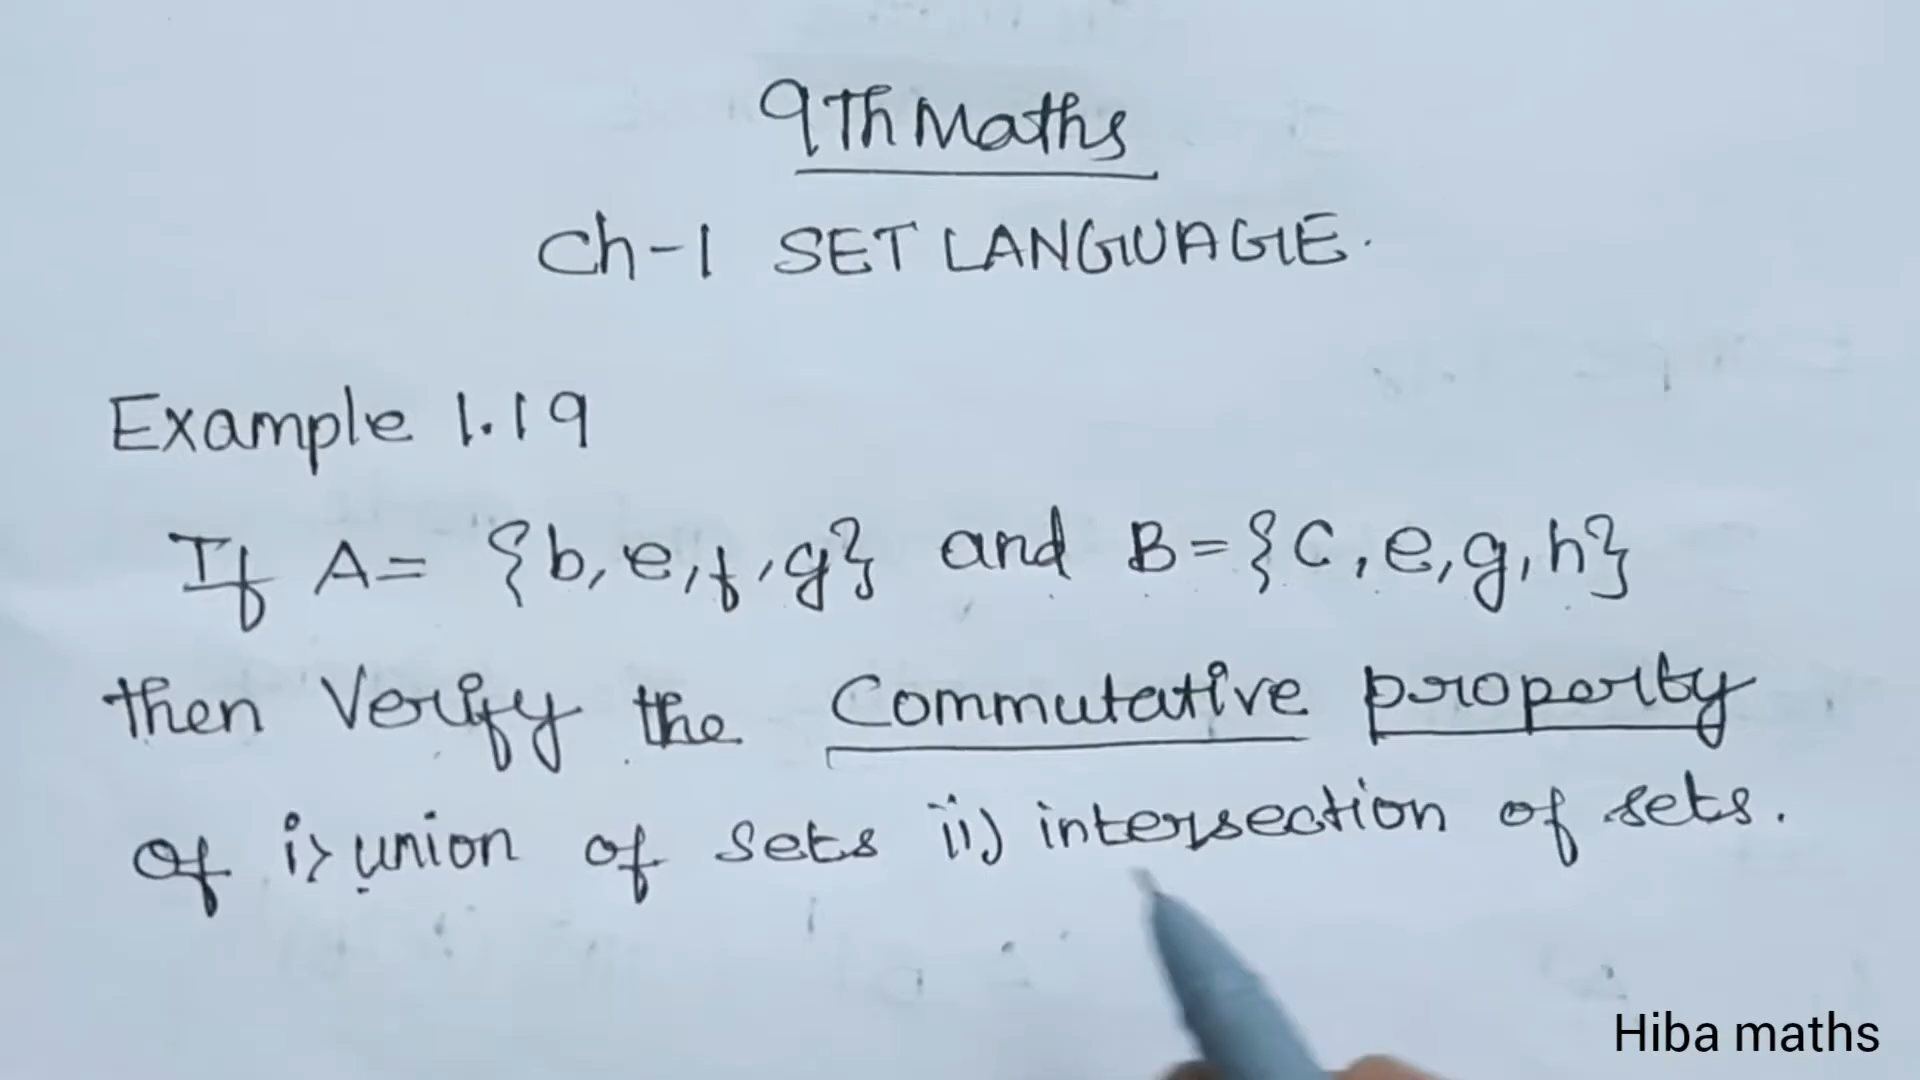 9Th Maths
Ch-1 SET LANGUAGE.
Example 1.19
If A= {b, e, f, g} and B={C, e, g, h}
then Verify the Commutative property
Of i) union of Sets ii) intersection of sets.
Hiba maths